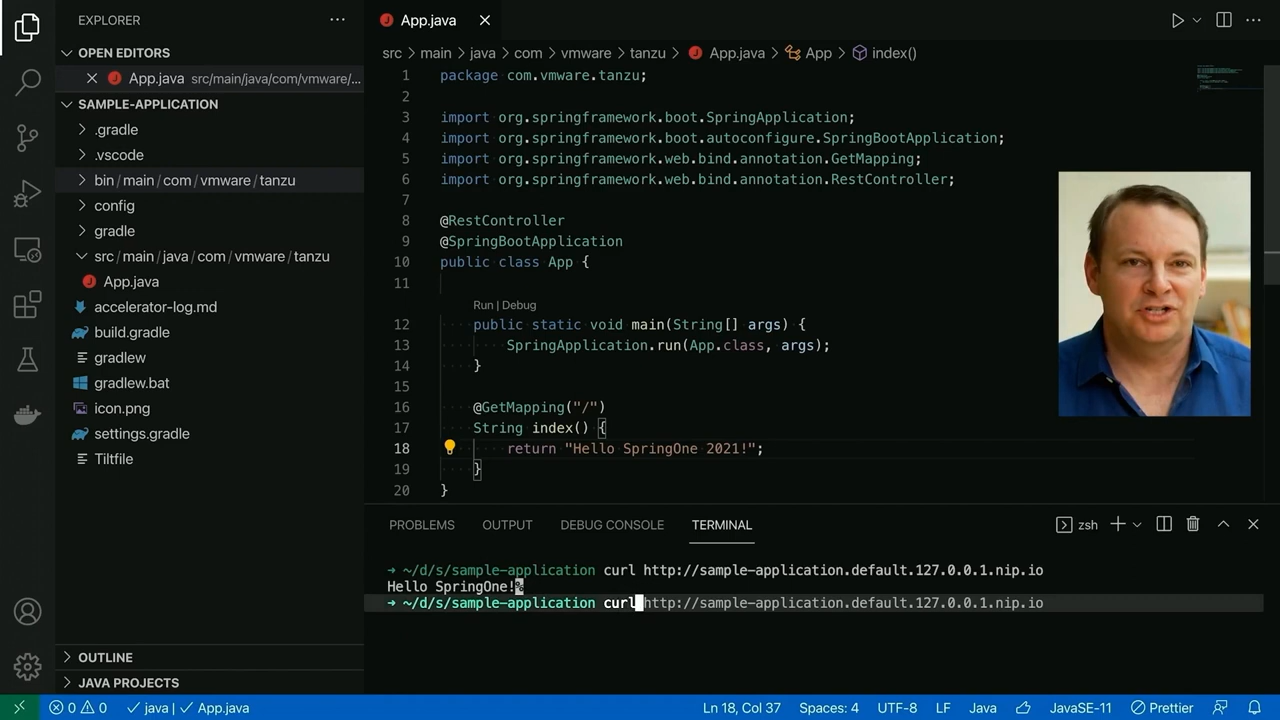 EXPLORER
OPEN EDITORS
App.java src/main/java/com/vmware/...
SAMPLE-APPLICATION
.gradle
.vscode
bin/main/com/vmware/tanzu
config
gradle
src/main/java/com/vmware/tanzu
App.java
accelerator-log.md
build.gradle
gradlew
gradlew.bat
icon.png
settings.gradle
Tiltfile
OUTLINE
JAVA PROJECTS
App.java
src > main > java > com > vmware > tanzu > App.java > App > index()
1 package com.vmware.tanzu;
2
3 import org.springframework.boot.SpringApplication;
4 import org.springframework.boot.autoconfigure.SpringBootApplication;
5 import org.springframework.web.bind.annotation.GetMapping;
6 import org.springframework.web.bind.annotation.RestController;
7
8 @RestController
9 @SpringBootApplication
10 public class App {
11
Run | Debug
12 public static void main(String[] args) {
13 SpringApplication.run(App.class, args);
14 }
15
16 @GetMapping("/")
17 String index() {
18 return "Hello SpringOne 2021!";
19 }
20 }
PROBLEMS OUTPUT DEBUG CONSOLE TERMINAL zsh
→ ~/d/s/sample-application curl http://sample-application.default.127.0.0.1.nip.io
Hello SpringOne!%
→ ~/d/s/sample-application curl http://sample-application.default.127.0.0.1.nip.io
0 0 java | App.java Ln 18, Col 37 Spaces: 4 UTF-8 LF Java JavaSE-11 Prettier